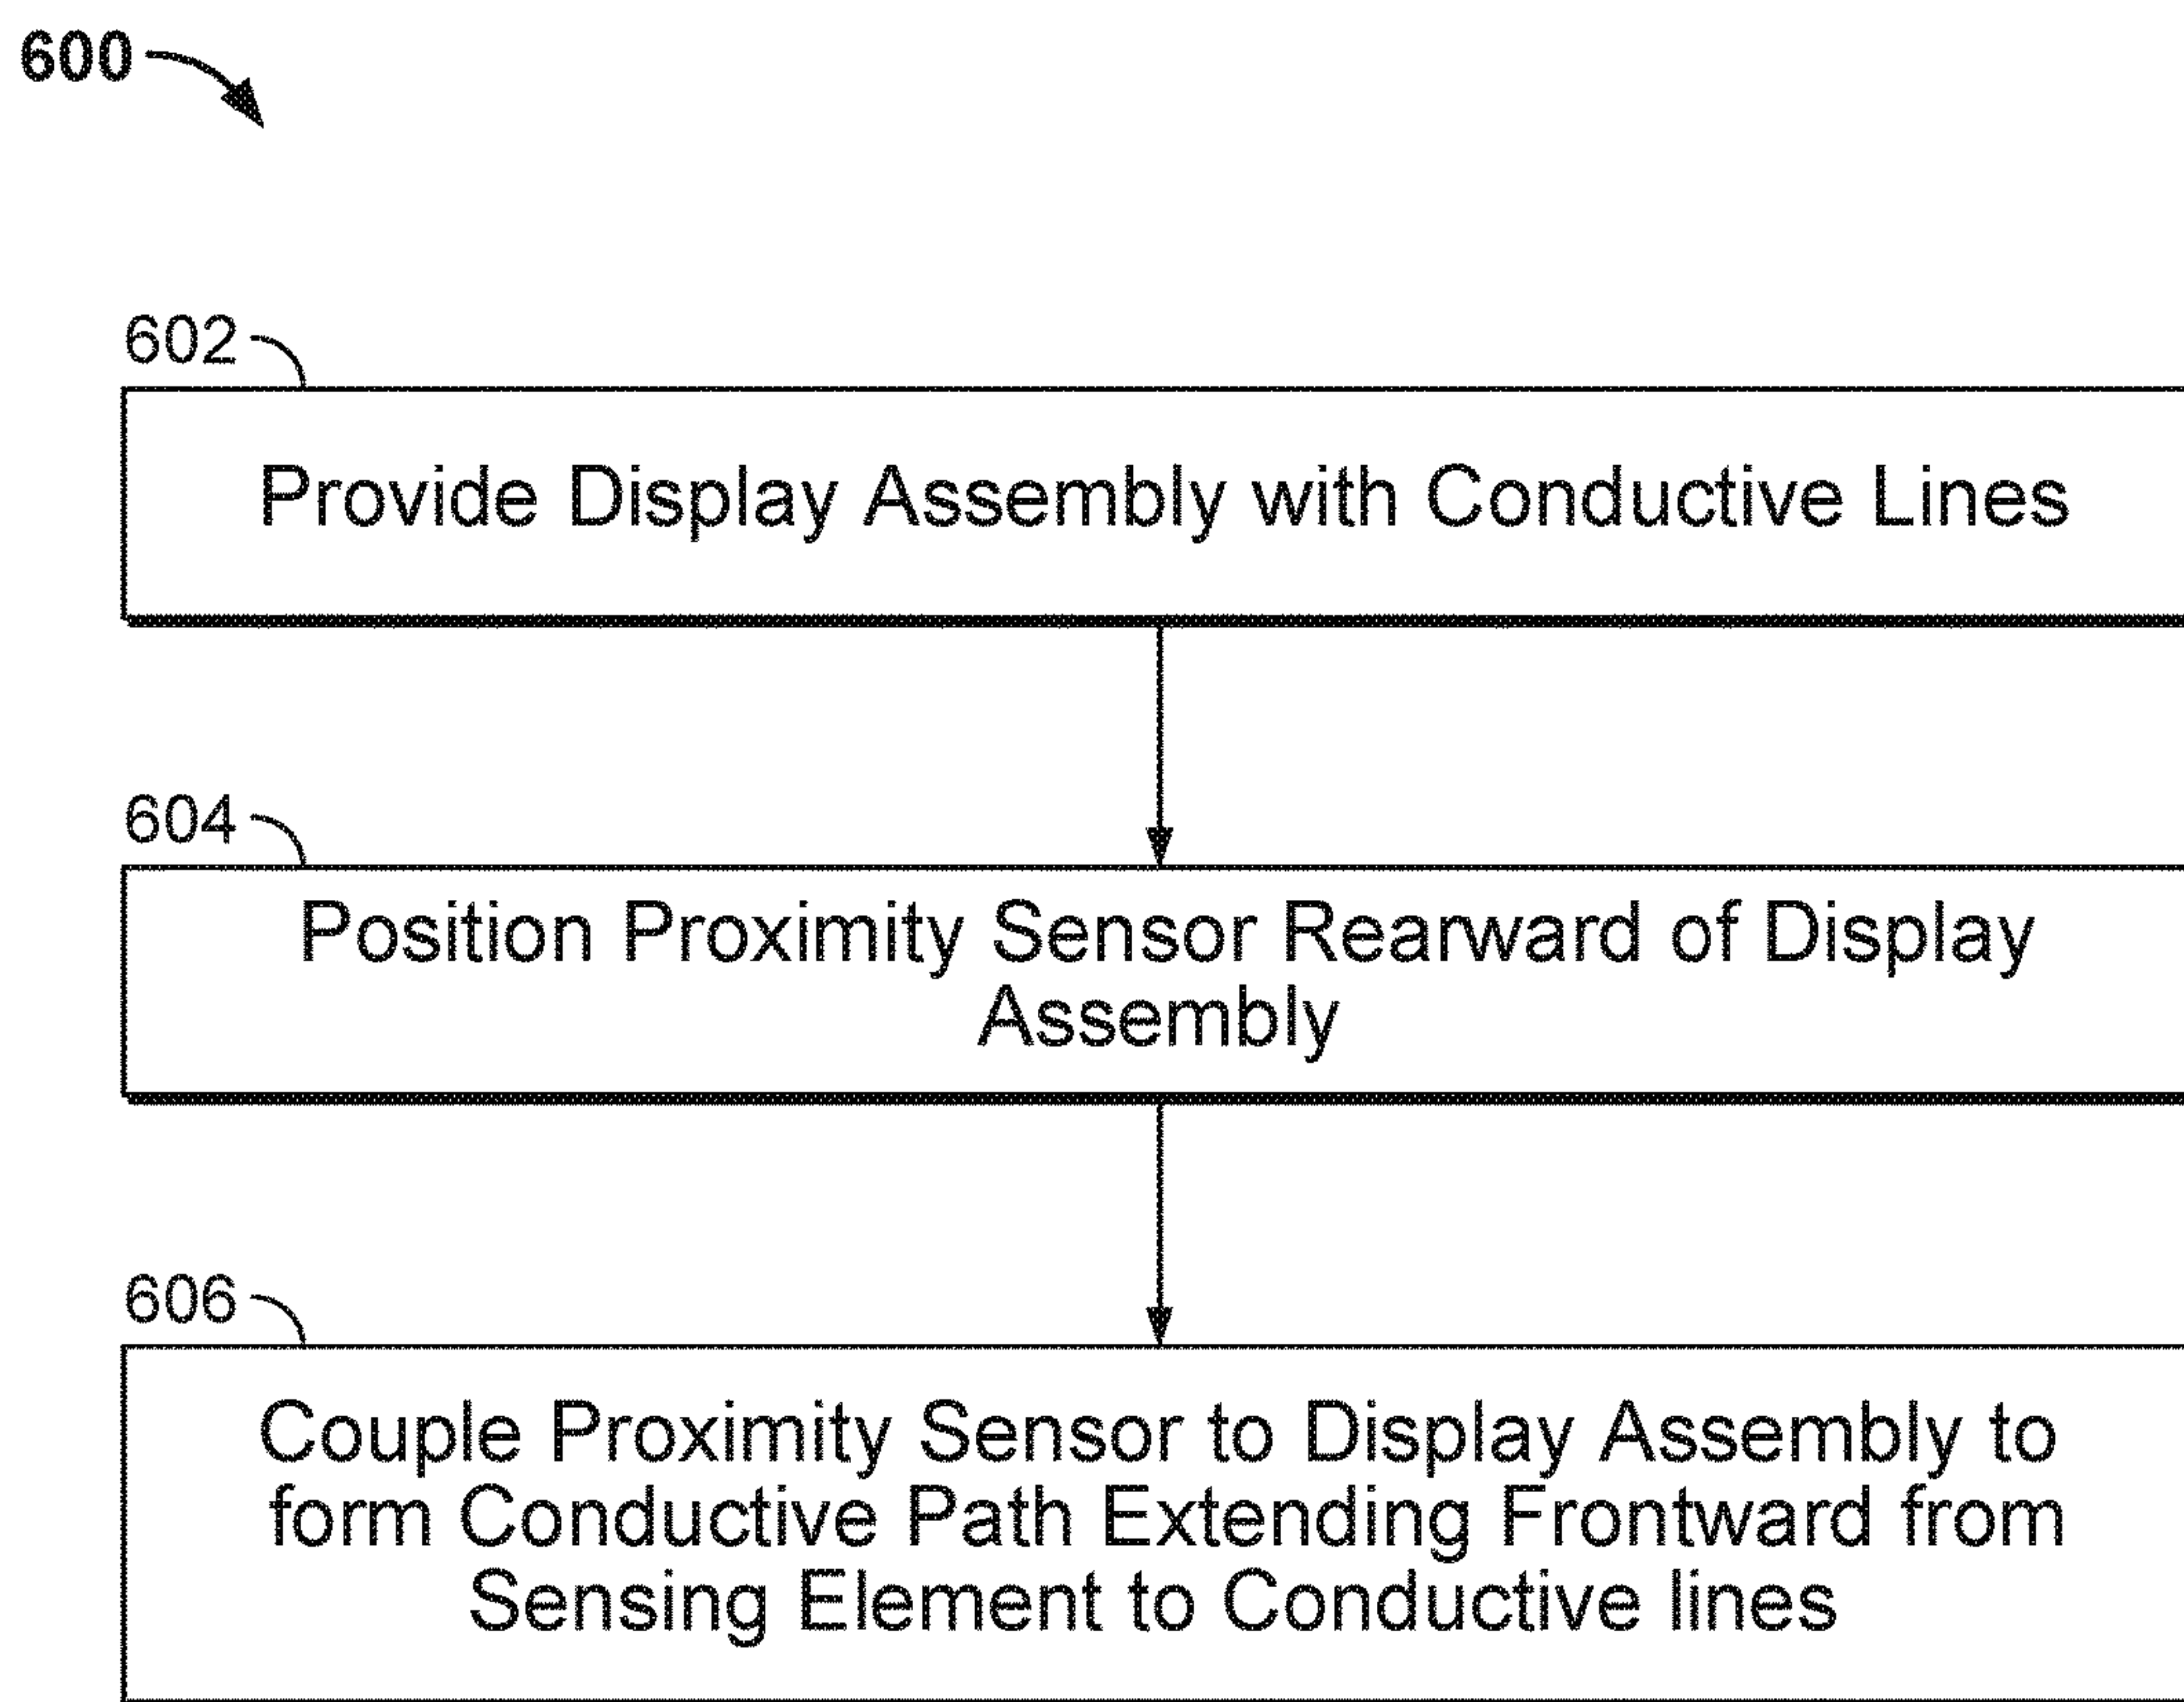 600
602
Provide Display Assembly with Conductive Lines
604
Position Proximity Sensor Rearward of Display
Assembly
606
Couple Proximity Sensor to Display Assembly to
form Conductive Path Extending Frontward from
Sensing Element to Conductive lines